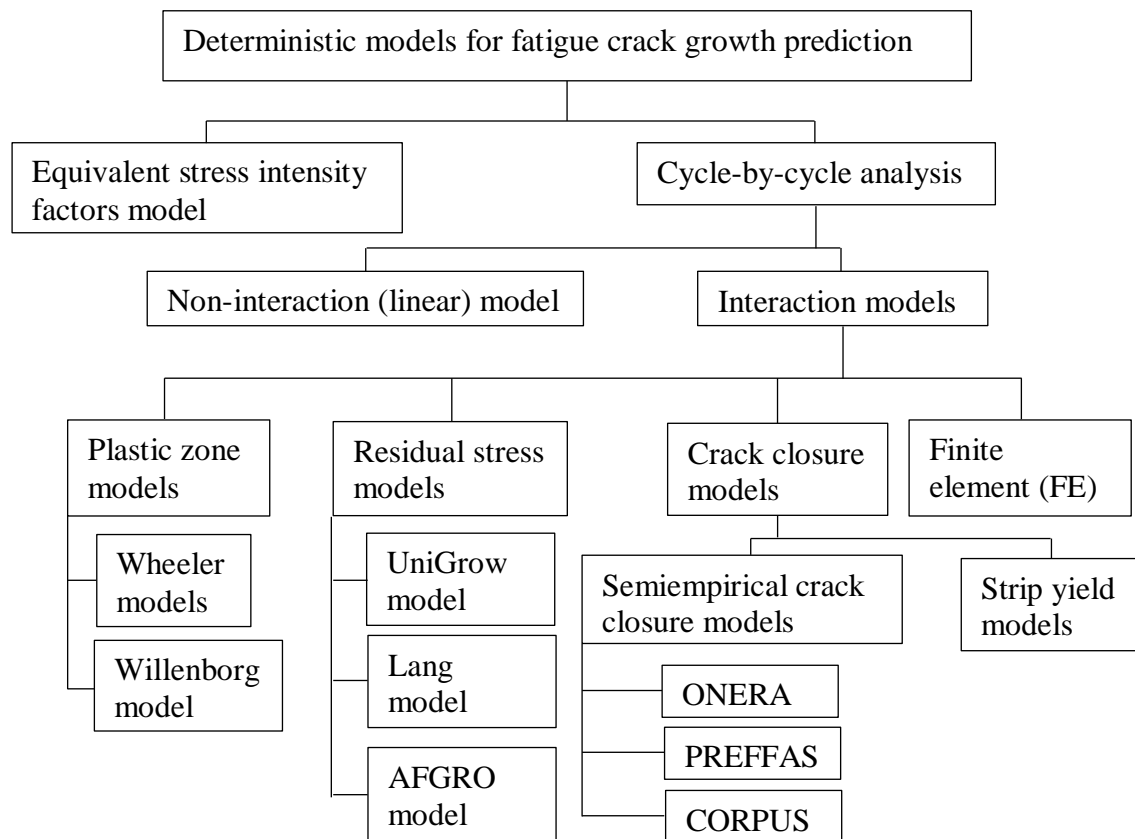 Deterministic models for fatigue crack growth prediction
Equivalent stress intensity
factors model
Cycle-by-cycle analysis
Non-interaction (linear) model
Interaction models
Plastic zone
models
Residual stress
models
Crack closure
models
Finite
element (FE)
Wheeler
models
Willenborg
model
UniGrow
model
Lang
model
AFGRO
model
Semiempirical crack
closure models
Strip yield
models
ONERA
PREFFAS
CORPUS